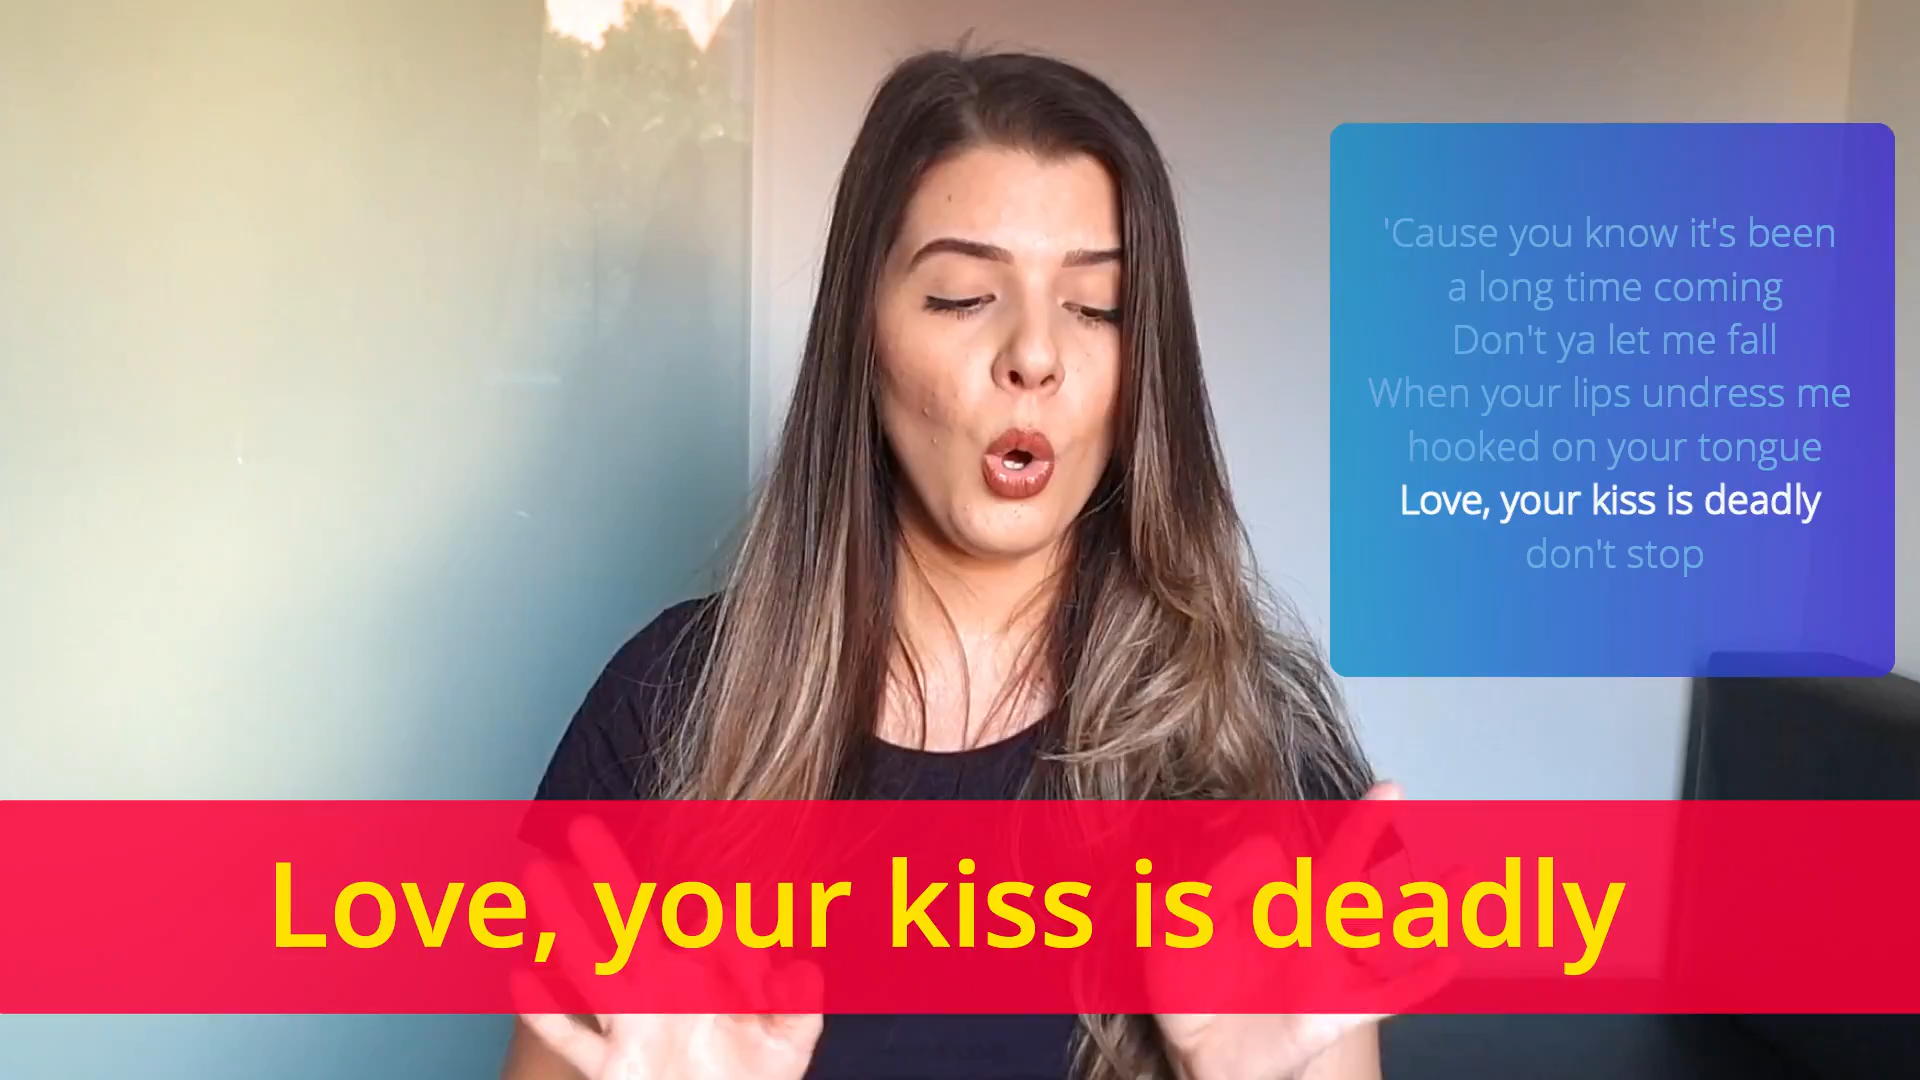 'Cause you know it's been
a long time coming
Don't ya let me fall
When your lips undress me
hooked on your tongue
Love, your kiss is deadly
don't stop
Love, your kiss is deadly